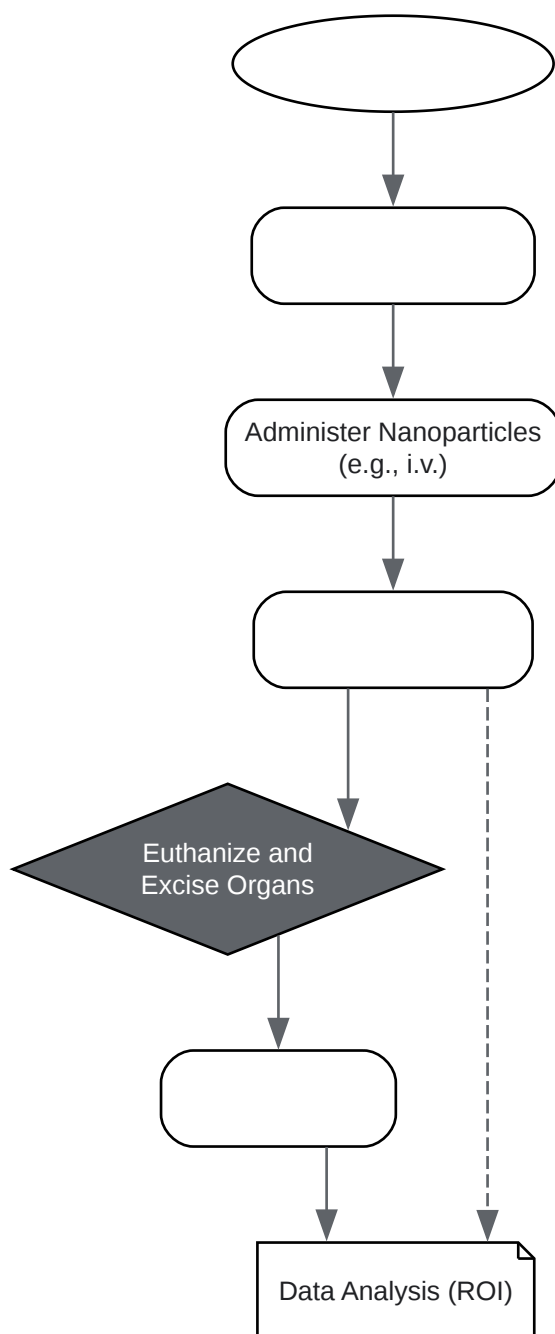 Administer Nanoparticles
(e.g., i.v.)
Euthanize and
Excise Organs
Data Analysis (ROI)